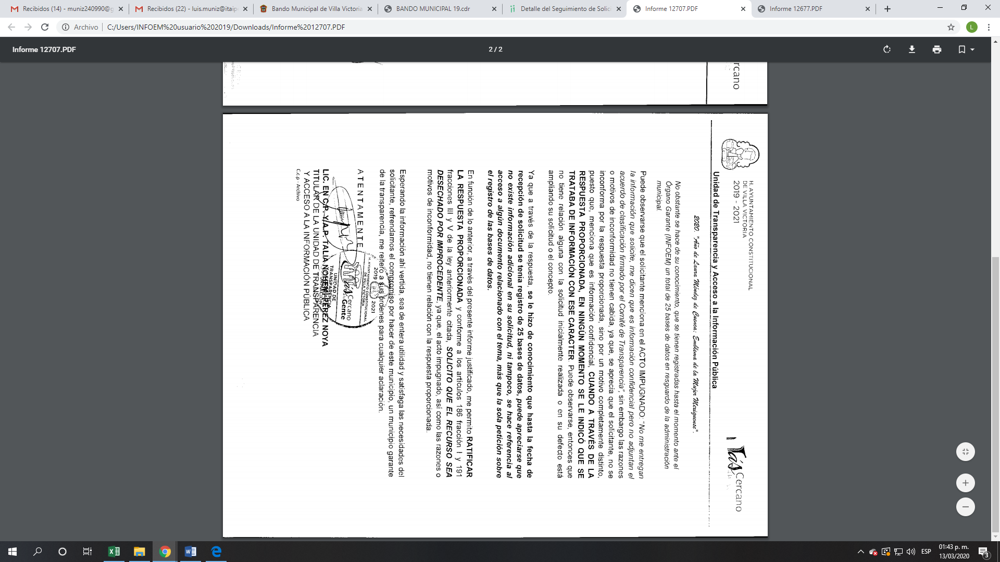 Recibidos (14) - muniz240990@g
Recibidos (22) - luis.muniz@itaip
Bando Municipal de Villa Victoria
BANDO MUNICIPAL 19.cdr
Detalle del Seguimiento de Solici
Informe 12707.PDF
Informe 12677.PDF
Archivo
C:/Users/INFOEM%20usuario%202019/Downloads/Informe%2012707.PDF
L
Informe 12707.PDF
2 / 2
rcano
H. AYUNTAMIENTO CONSTITUCIONAL
DE VILLA VICTORIA
2019 - 2021
Más Cercano
Unidad de Transparencia y Acceso a la Información Pública
2020. "Año de Laura Méndez de Cuenca; Emblema de la Mujer Mexiquense".
No obstante se hace de su conocimiento, que se tienen registradas hasta el momento ante el
Órgano Garante (INFOEM) un total de 25 bases de datos en resguardo de la administración
municipal.
Puede observarse que el solicitante menciona en el ACTO IMPUGNADO: "No me entregan
la información que solicite, me dicen que es información confidencial pero no adjuntan el
acuerdo de clasificación firmado por el Comité de Transparencia", sin embargo las razones
o motivos de inconformidad no tienen cabida, ya que, se aprecia que el solicitante, no se
inconforma por la respuesta proporcionada, sino por un motivo completamente distinto,
puesto que, menciona que es información confidencial, CUANDO A TRAVÉS DE LA
RESPUESTA PROPORCIONADA, EN NINGÚN MOMENTO SE LE INDICÓ QUE SE
TRATABA DE INFORMACIÓN CON ESE CARACTER. Puede observarse, entonces que
no tiene relación alguna con la solicitud inicialmente realizada o en su defecto está
ampliando su solicitud o el concepto.
Ya que a través de la respuesta, se le hizo de conocimiento que hasta la fecha de
recepción de solicitud se tenía registro de 25 bases de datos, puede apreciarse que
no existe información adicional en su solicitud, ni tampoco, se hace referencia al
acceso a algún documento relacionado con el tema, más que la sola petición sobre
el registro de las bases de datos.
En función de lo anterior, a través del presente informe justificado, me permito RATIFICAR
LA RESPUESTA PROPORCIONADA y conforme a los artículos 186 fracción I y 191
fracciones III y V de la ley anteriormente citada, SOLICITO QUE EL RECURSO SEA
DESECHADO POR IMPROCEDENTE, ya que, el acto impugnado, así como las razones o
motivos de inconformidad, no tienen relación con la respuesta proporcionada.
Esperando la información ahí vertida, sea de entera utilidad y satisfaga las necesidades del
solicitante, refrendamos el compromiso por hacer de este municipio, un municipio garante
de la transparencia, me reitero a sus órdenes para cualquier aclaración.
ATENTAMENTE
H. AYUNTAMIENTO CONSTITUCIONAL
DE VILLA VICTORIA
2019 2021
más Cercano
a la Gente
UNIDAD DE
TRANSPARENCIA
LIC. EN C.P. Y A.P. TALIA NOHEMI PÉREZ NOYA
TITULAR DE LA UNIDAD DE TRANSPARENCIA
Y ACCESO A LA INFORMACIÓN PÚBLICA
C.c.p - Archivo
ESP
01:43 p. m.
13/03/2020
3